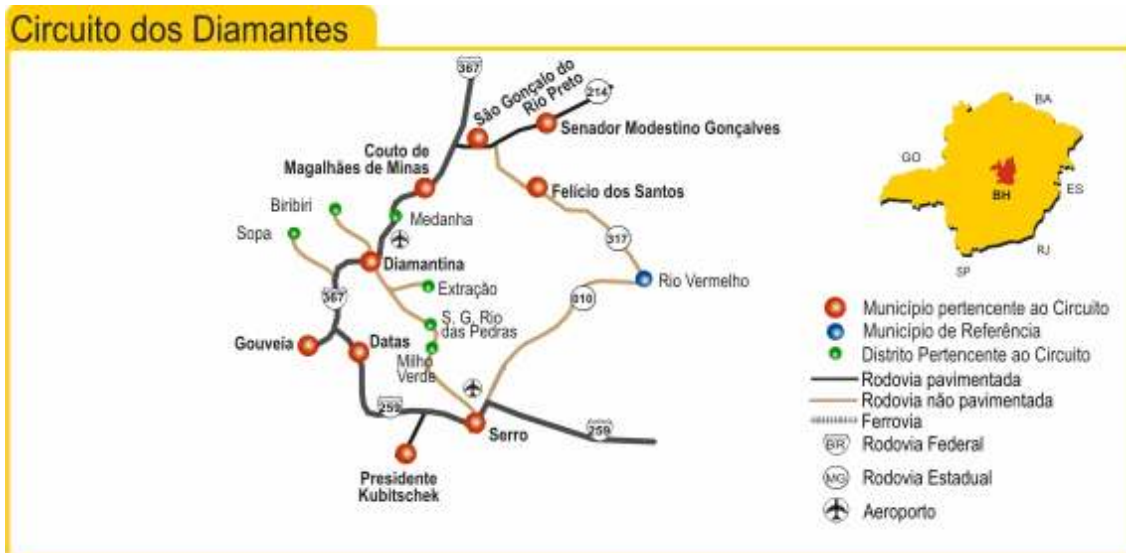 Circuito dos Diamantes
367
São Gonçalo do
Rio Preto
214
Senador Modestino Gonçalves
Couto de
Magalhães de Minas
Felício dos Santos
Biribiri
Medanha
Sopa
317
Diamantina
Rio Vermelho
Extração
010
367
S. G. Rio
das Pedras
Gouveia
Datas
Milho
Verde
259
Serro
259
Presidente
Kubitschek
BA
GO
BH
ES
RJ
SP
Município pertencente ao Circuito
Município de Referência
Distrito Pertencente ao Circuito
Rodovia pavimentada
Rodovia não pavimentada
Ferrovia
BR
Rodovia Federal
MG
Rodovia Estadual
Aeroporto